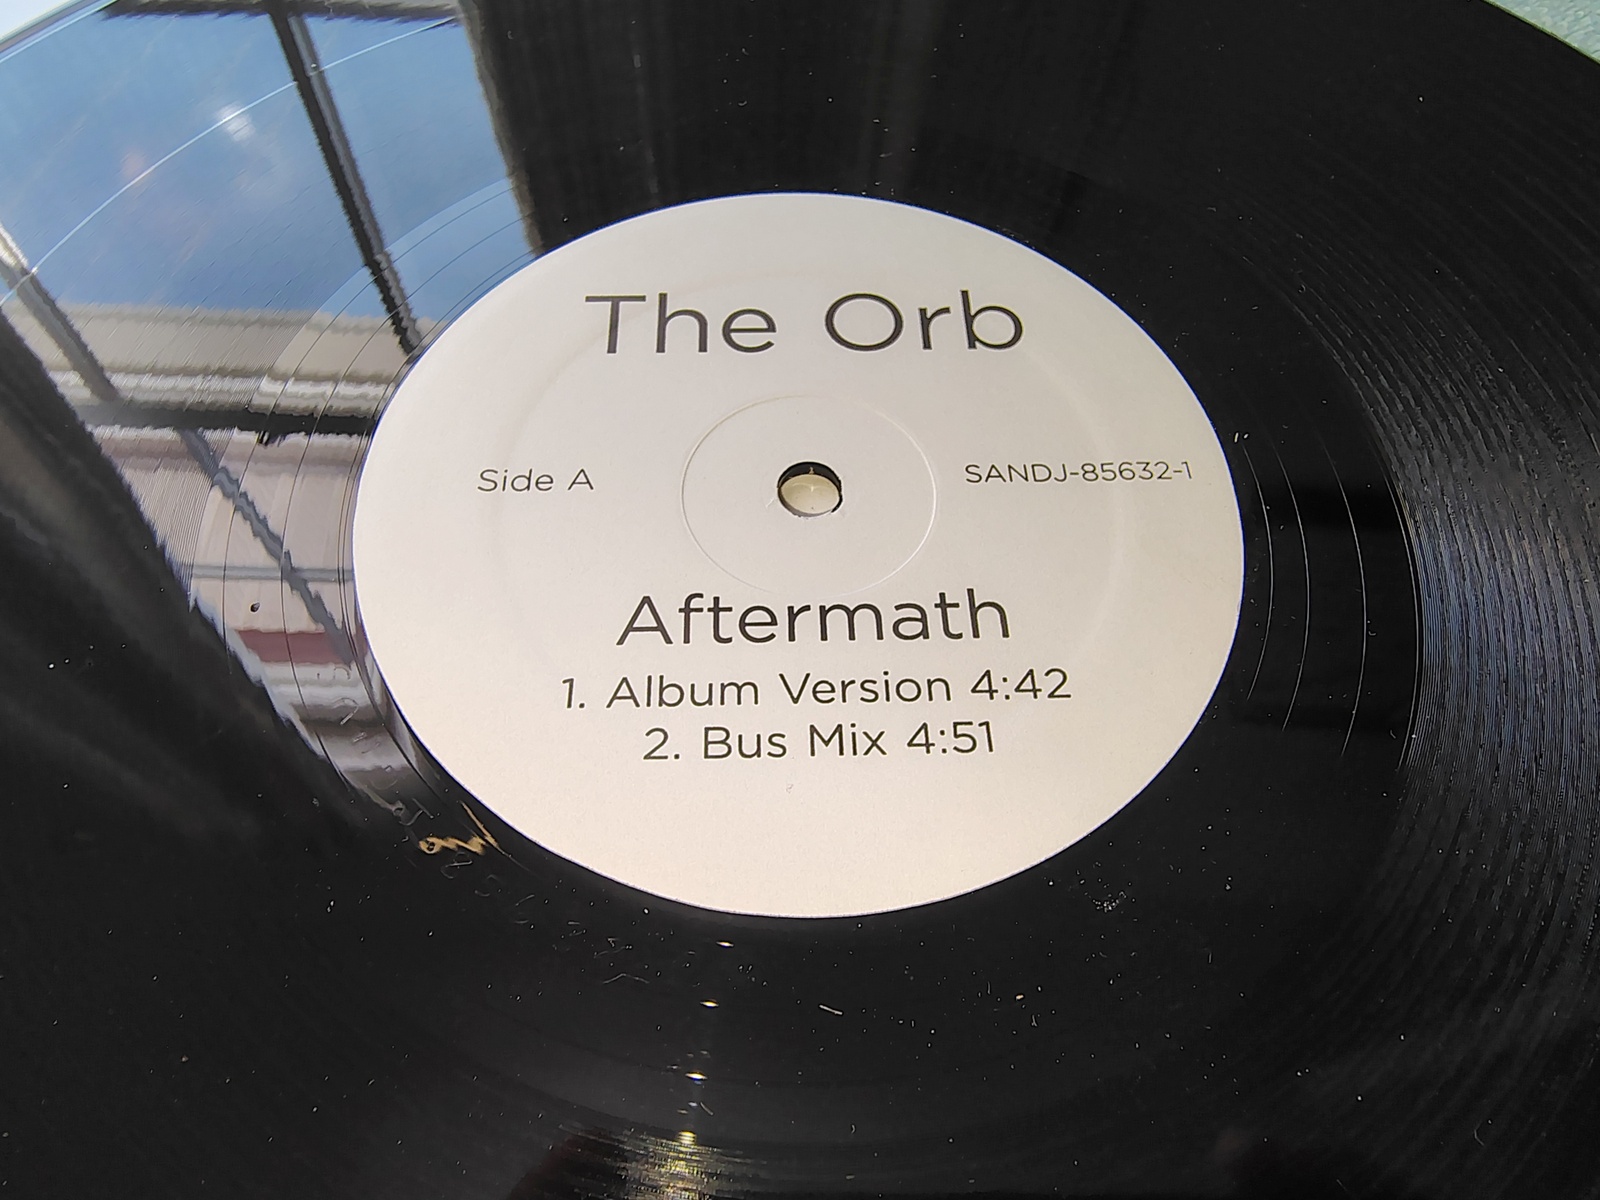 The Orb
Side A
SANDJ-85632-1
Aftermath
1. Album Version 4:42
2. Bus Mix 4:51